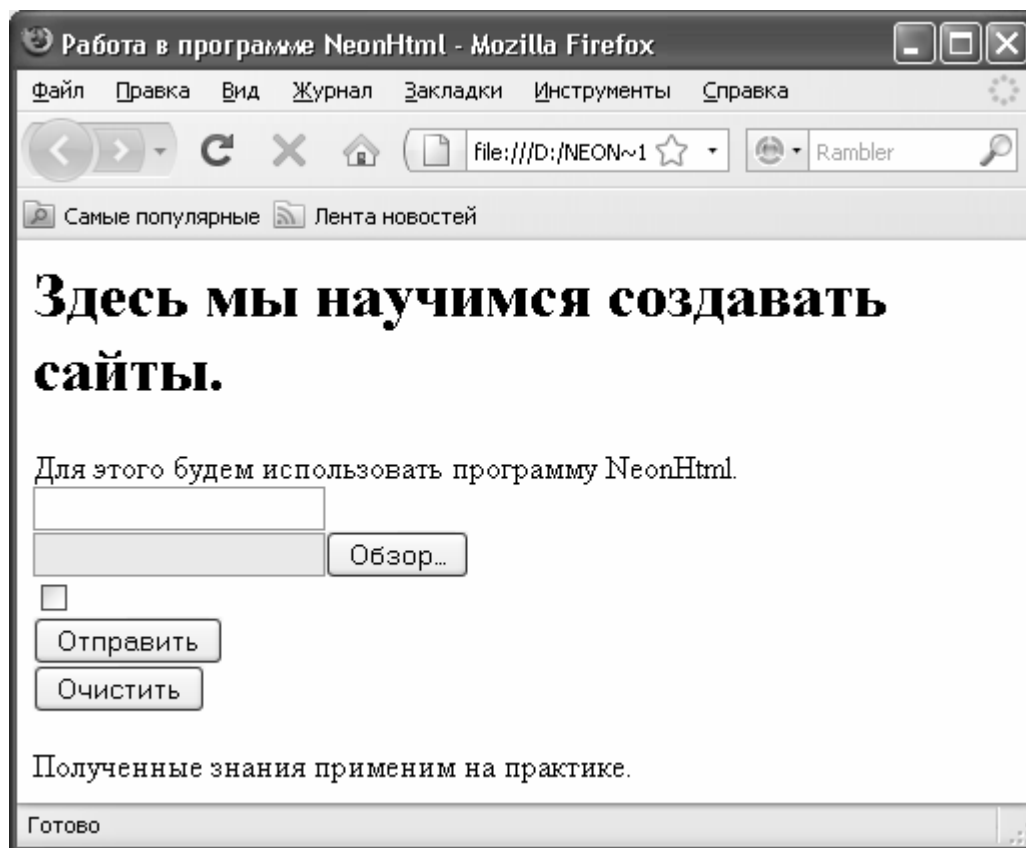 Работа в программе NeonHtml - Mozilla Firefox
Файл Правка Вид Журнал Закладки Инструменты Справка
file:///D:/NEON~1 Rambler
Самые популярные Лента новостей
Здесь мы научимся создавать
сайты.
Для этого будем использовать программу NeonHtml.
Обзор...
Отправить
Очистить
Полученные знания применим на практике.
Готово